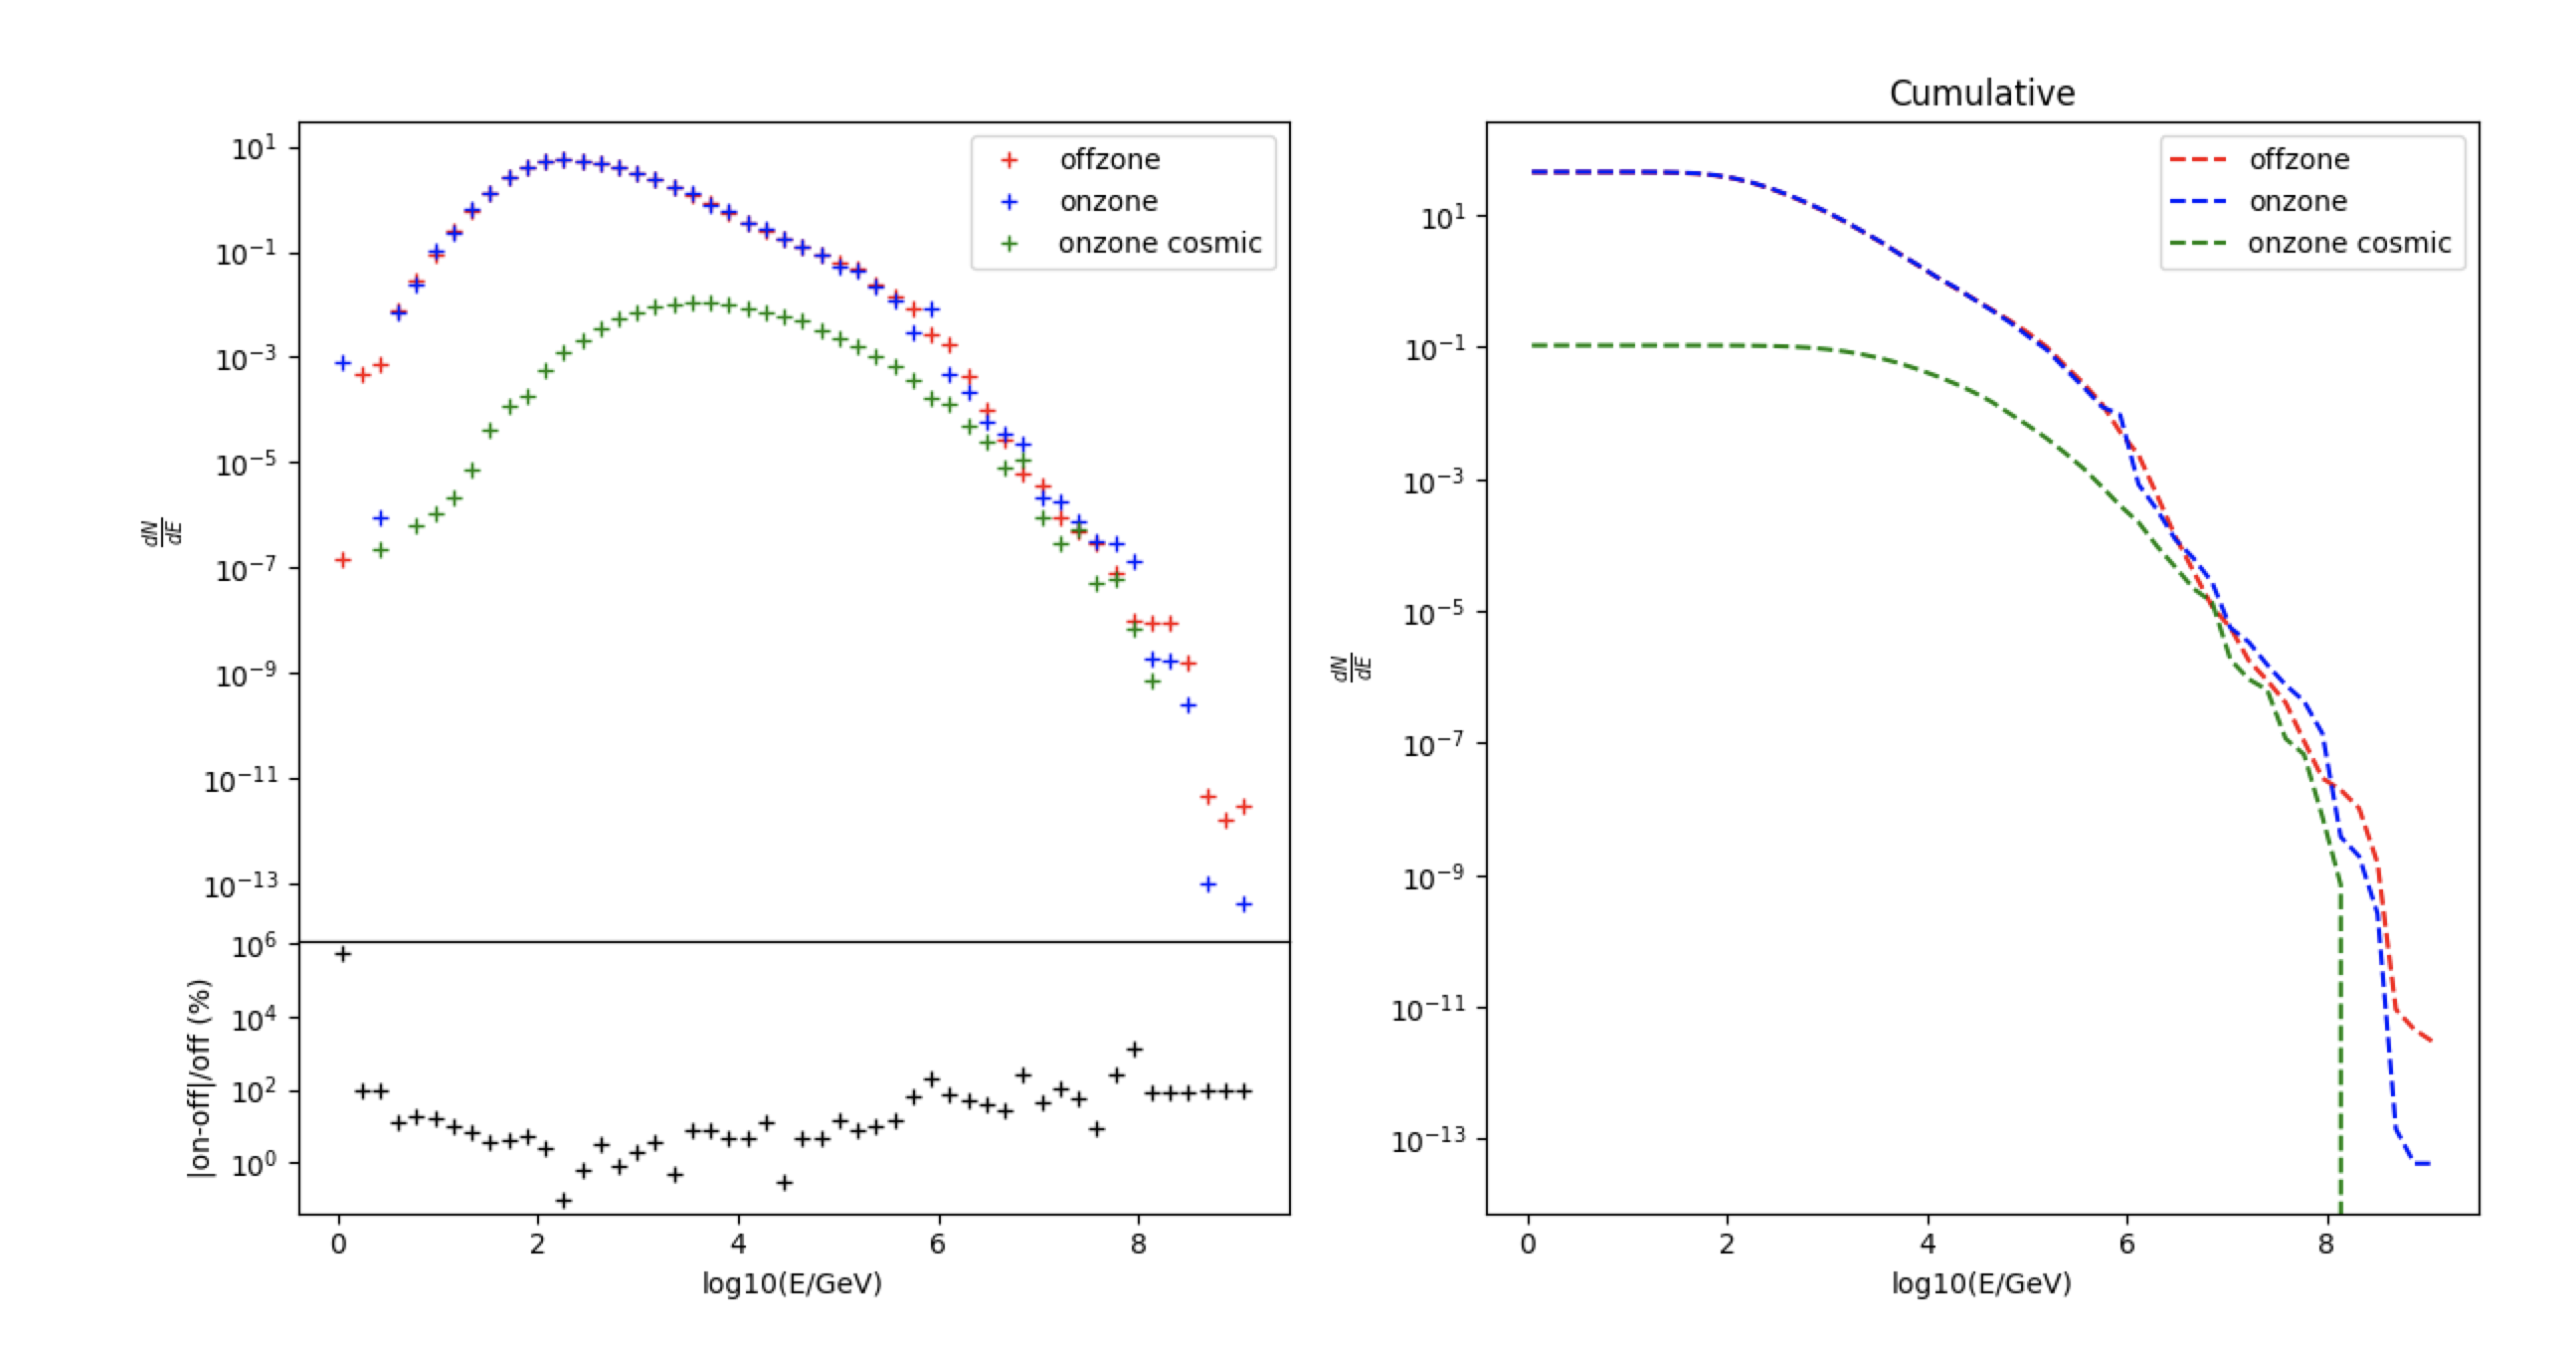 10^1
10^-1
10^-3
10^-5
10^-7
10^-9
10^-11
10^-13
dN/dE
offzone
onzone
onzone cosmic
10^6
10^4
10^2
10^0
|on-off|/off (%)
0 2 4 6 8
log10(E/GeV)
Cumulative
10^1
10^-1
10^-3
10^-5
10^-7
10^-9
10^-11
10^-13
dN/dE
offzone
onzone
onzone cosmic
0 2 4 6 8
log10(E/GeV)